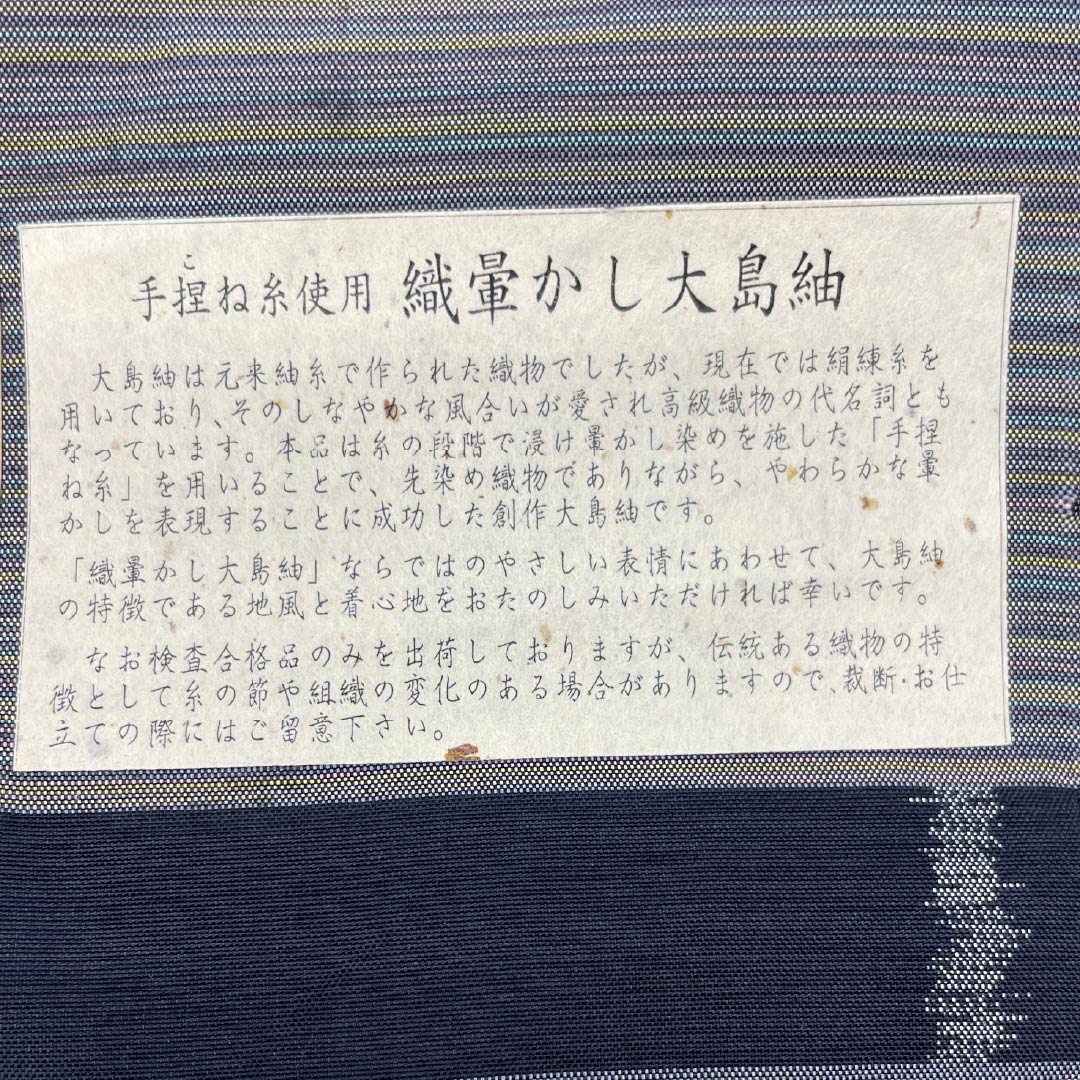 こ
手捏ね糸使用 織暈かし大島紬
大島紬は元来紬糸で作られた織物でしたが、現在では絹練糸を
用いており、そのしなやかな風合いが愛され高級織物の代名詞とも
なっています。本品は糸の段階で浸け暈かし染めを施した「手捏
ね糸」を用いることで、先染め織物でありながら、やわらかな暈
かしを表現することに成功した創作大島紬です。
「織暈かし大島紬」ならではのやさしい表情にあわせて、大島紬
の特徴である地風と着心地をおたのしみいただければ幸いです。
なお検査合格品のみを出荷しておりますが、伝統ある織物の特
徴として糸の節や組織の変化のある場合がありますので、裁断・お仕
立ての際にはご留意下さい。